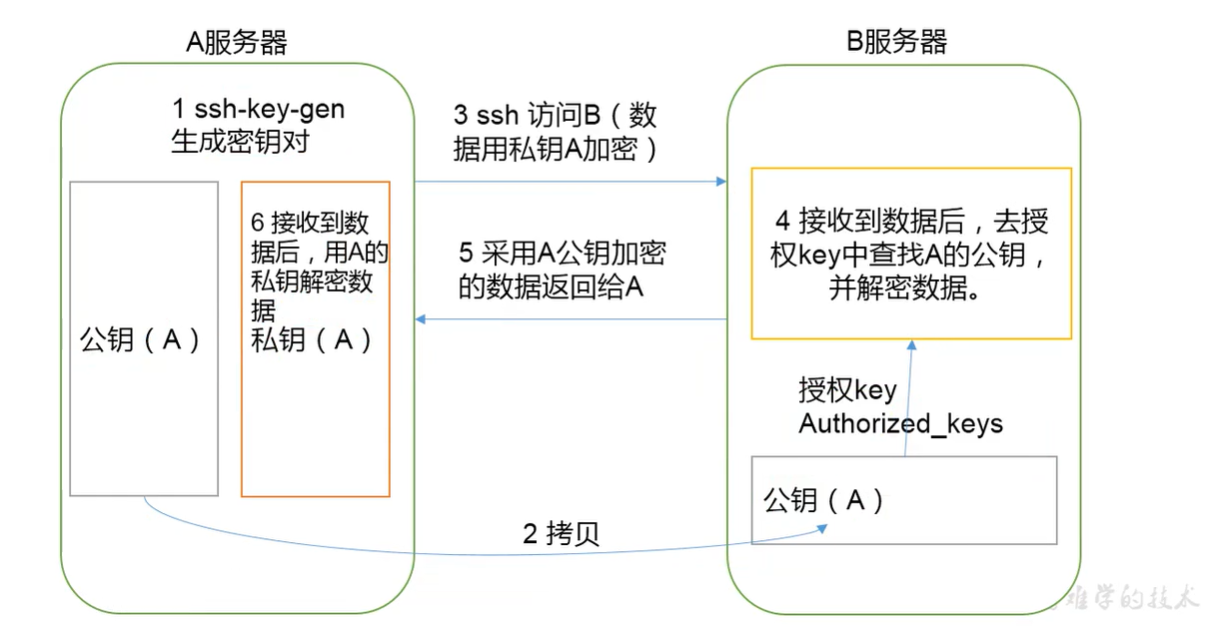 A服务器
B服务器
1 ssh-key-gen
生成密钥对
3 ssh 访问B（数
据用私钥A加密）
6 接收到数
据后，用A的
私钥解密数
据
私钥（A）
公钥（A）
5 采用A公钥加密
的数据返回给A
4 接收到数据后，去授
权key中查找A的公钥，
并解密数据。
授权key
Authorized_keys
公钥（A）
2 拷贝
难学的技术